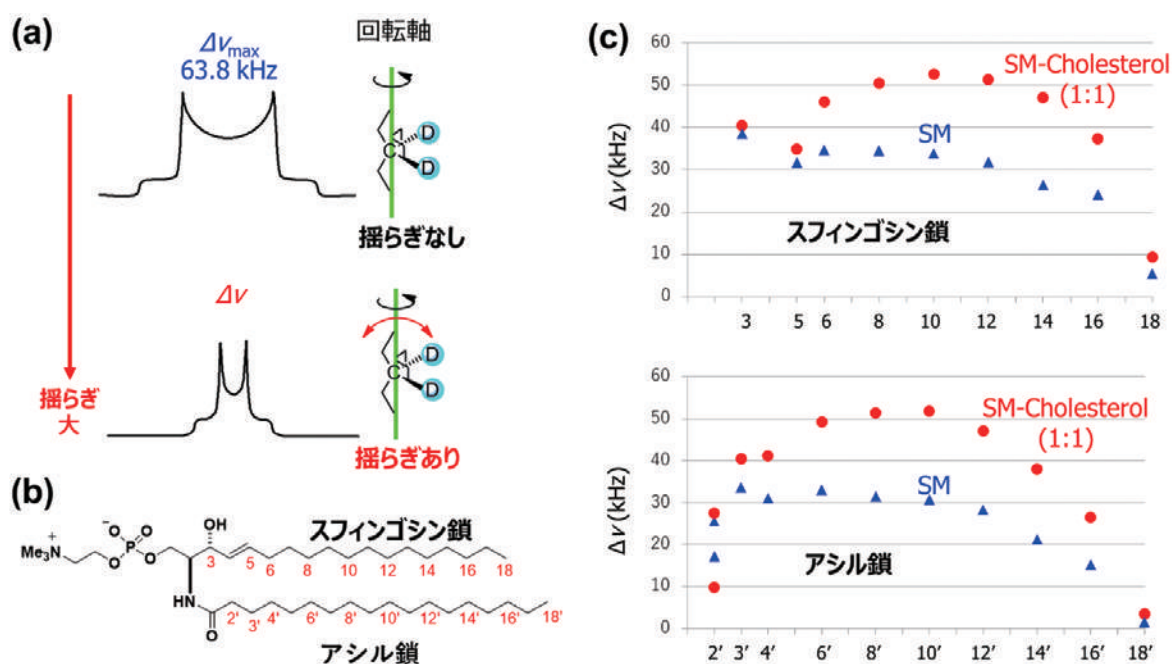 (a)
Δνmax
63.8 kHz
回転軸
C
D
D
揺らぎなし
Δν
C
D
D
揺らぎ
大
揺らぎあり
(b)
スフィンゴシン鎖
Me3N
+
O
P
-O
O
O
OH
3
5
6
8
10
12
14
16
18
HN
O
2'
3'
4'
6'
8'
10'
12'
14'
16'
18'
アシル鎖
(c)
60
50
40
30
20
10
0
Δν (kHz)
SM-Cholesterol
(1:1)
SM
スフィンゴシン鎖
3 5 6 8 10 12 14 16 18
60
50
40
30
20
10
0
Δν (kHz)
SM-Cholesterol
(1:1)
SM
アシル鎖
2' 3' 4' 6' 8' 10' 12' 14' 16' 18'